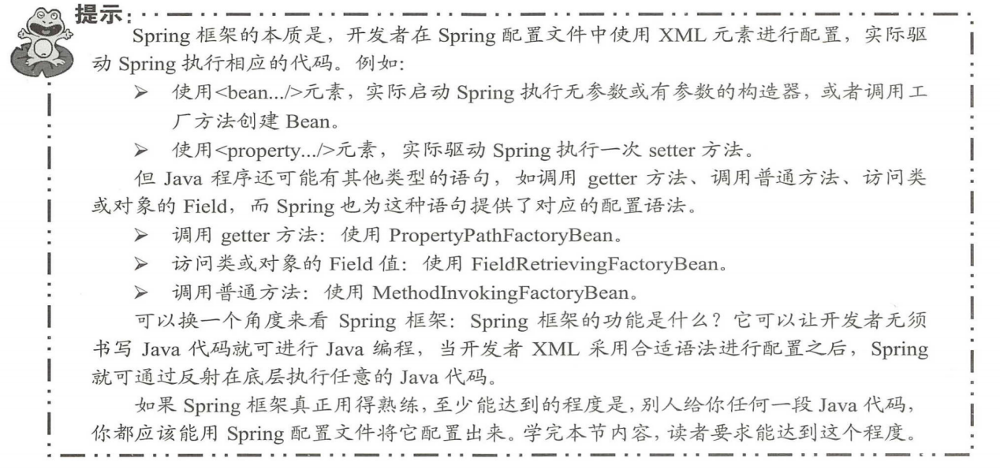 提示:
Spring 框架的本质是，开发者在 Spring 配置文件中使用 XML 元素进行配置，实际驱
动 Spring 执行相应的代码。例如：
➢ 使用<bean.../>元素，实际启动 Spring 执行无参数或有参数的构造器，或者调用工
厂方法创建 Bean。
➢ 使用<property.../>元素，实际驱动 Spring 执行一次 setter 方法。
但 Java 程序还可能有其他类型的语句，如调用 getter 方法、调用普通方法、访问类
或对象的 Field，而 Spring 也为这种语句提供了对应的配置语法。
➢ 调用 getter 方法：使用 PropertyPathFactoryBean。
➢ 访问类或对象的 Field 值：使用 FieldRetrievingFactoryBean。
➢ 调用普通方法：使用 MethodInvokingFactoryBean。
可以换一个角度来看 Spring 框架：Spring 框架的功能是什么？它可以让开发者无须
书写 Java 代码就可进行 Java 编程，当开发者 XML 采用合适语法进行配置之后，Spring
就可通过反射在底层执行任意的 Java 代码。
如果 Spring 框架真正用得熟练，至少能达到的程度是，别人给你任何一段 Java 代码，
你都应该能用 Spring 配置文件将它配置出来。学完本节内容，读者要求能达到这个程度。